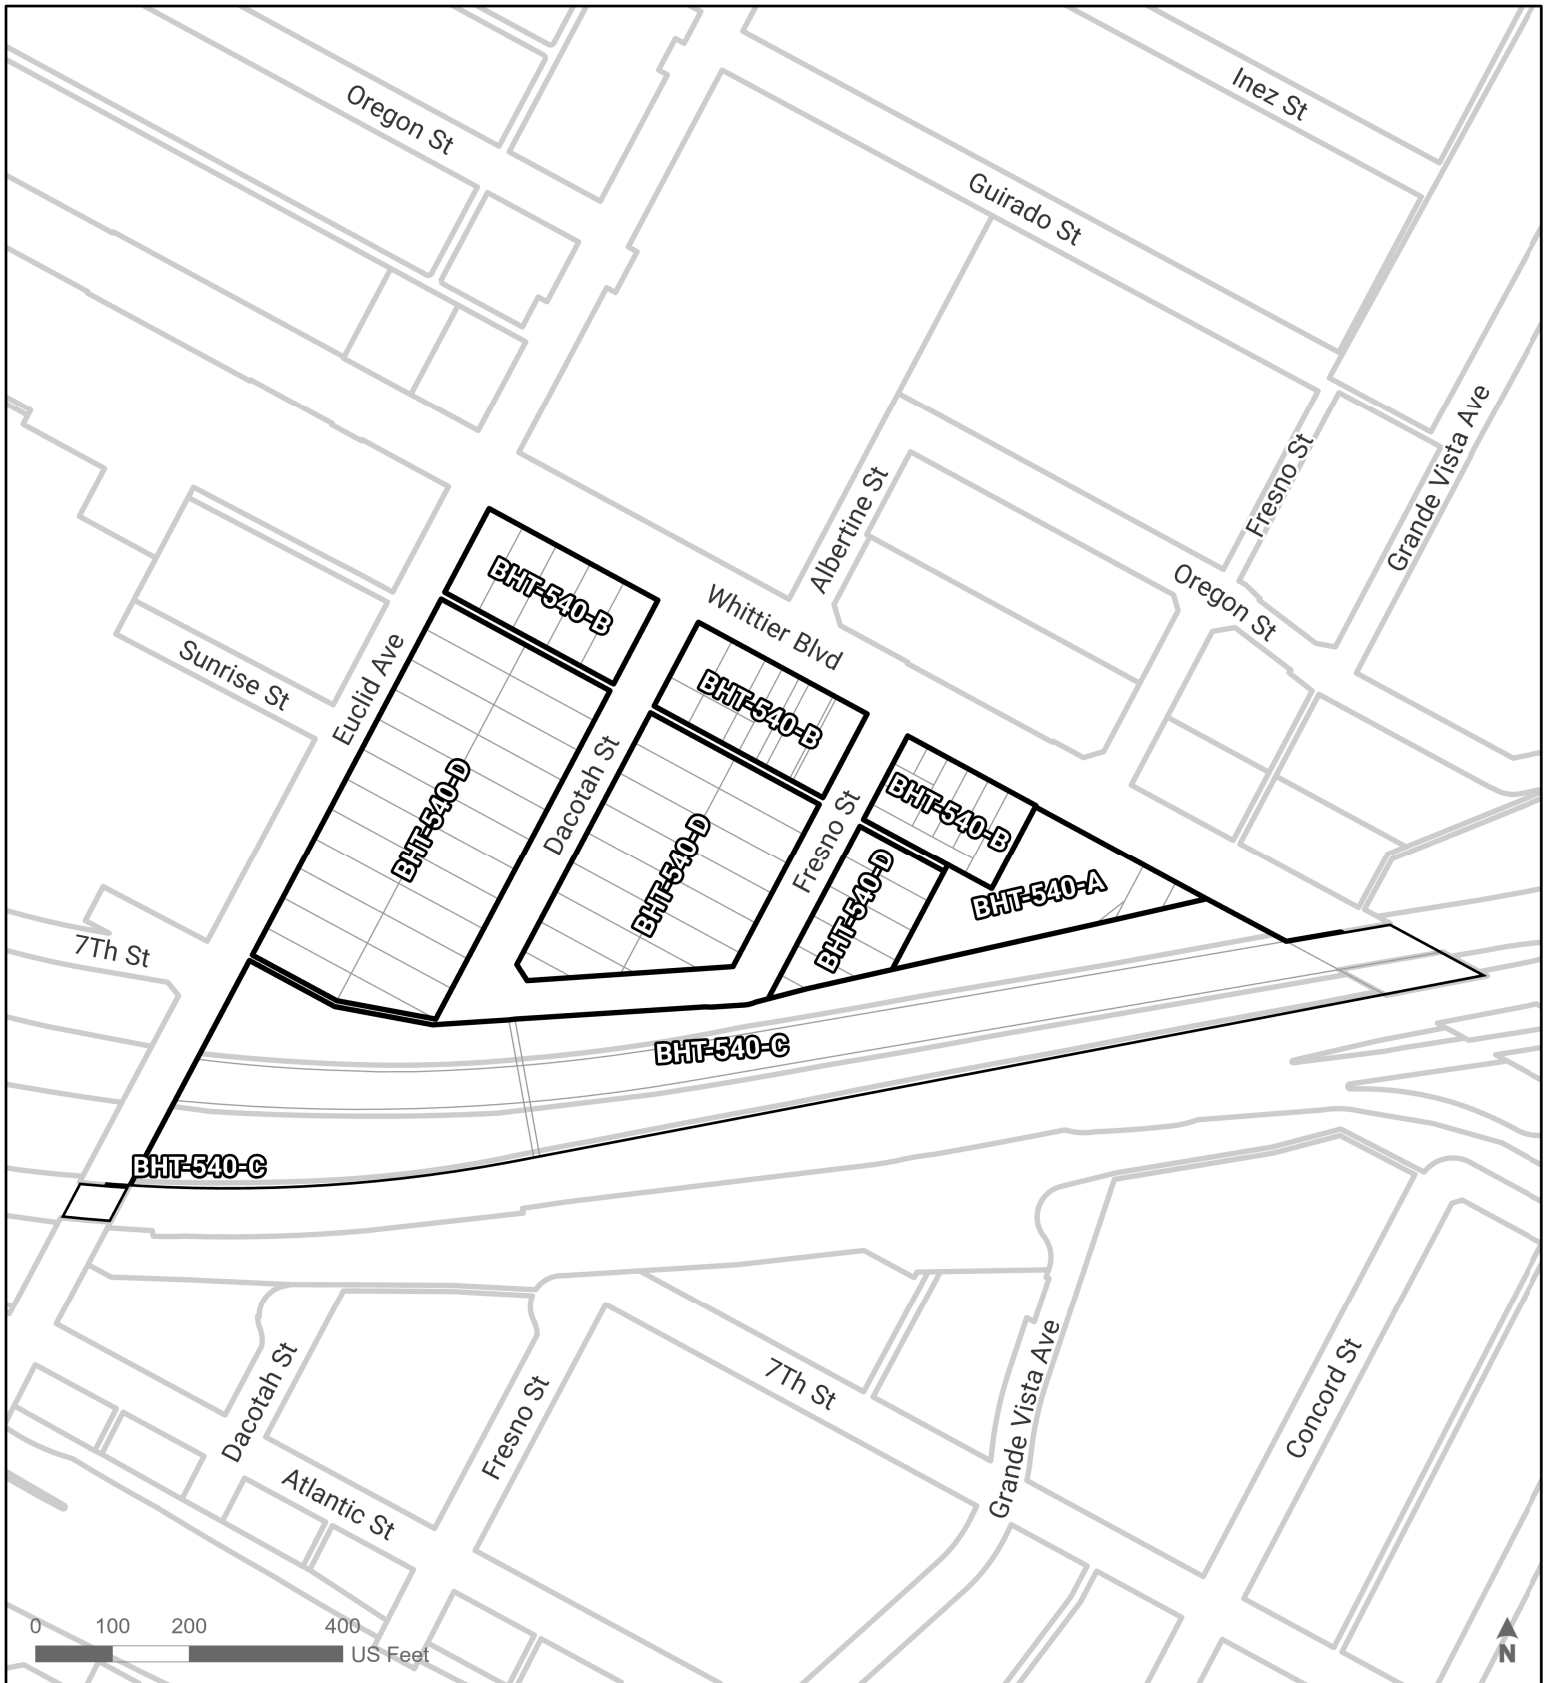 Inez St
Oregon St
Guirado St
Grande Vista Ave
Fresno St
Albertine St
Oregon St
BHT-540-B
Whittier Blvd
Sunrise St
Euclid Ave
BHT-540-B
BHT-540-D
Dacotah St
BHT-540-B
Fresno St
BHT-540-D
BHT-540-D
BHT-540-A
7Th St
BHT-540-C
BHT-540-C
Dacotah St
Fresno St
7Th St
Grande Vista Ave
Concord St
Atlantic St
0 100 200 400
US Feet
N